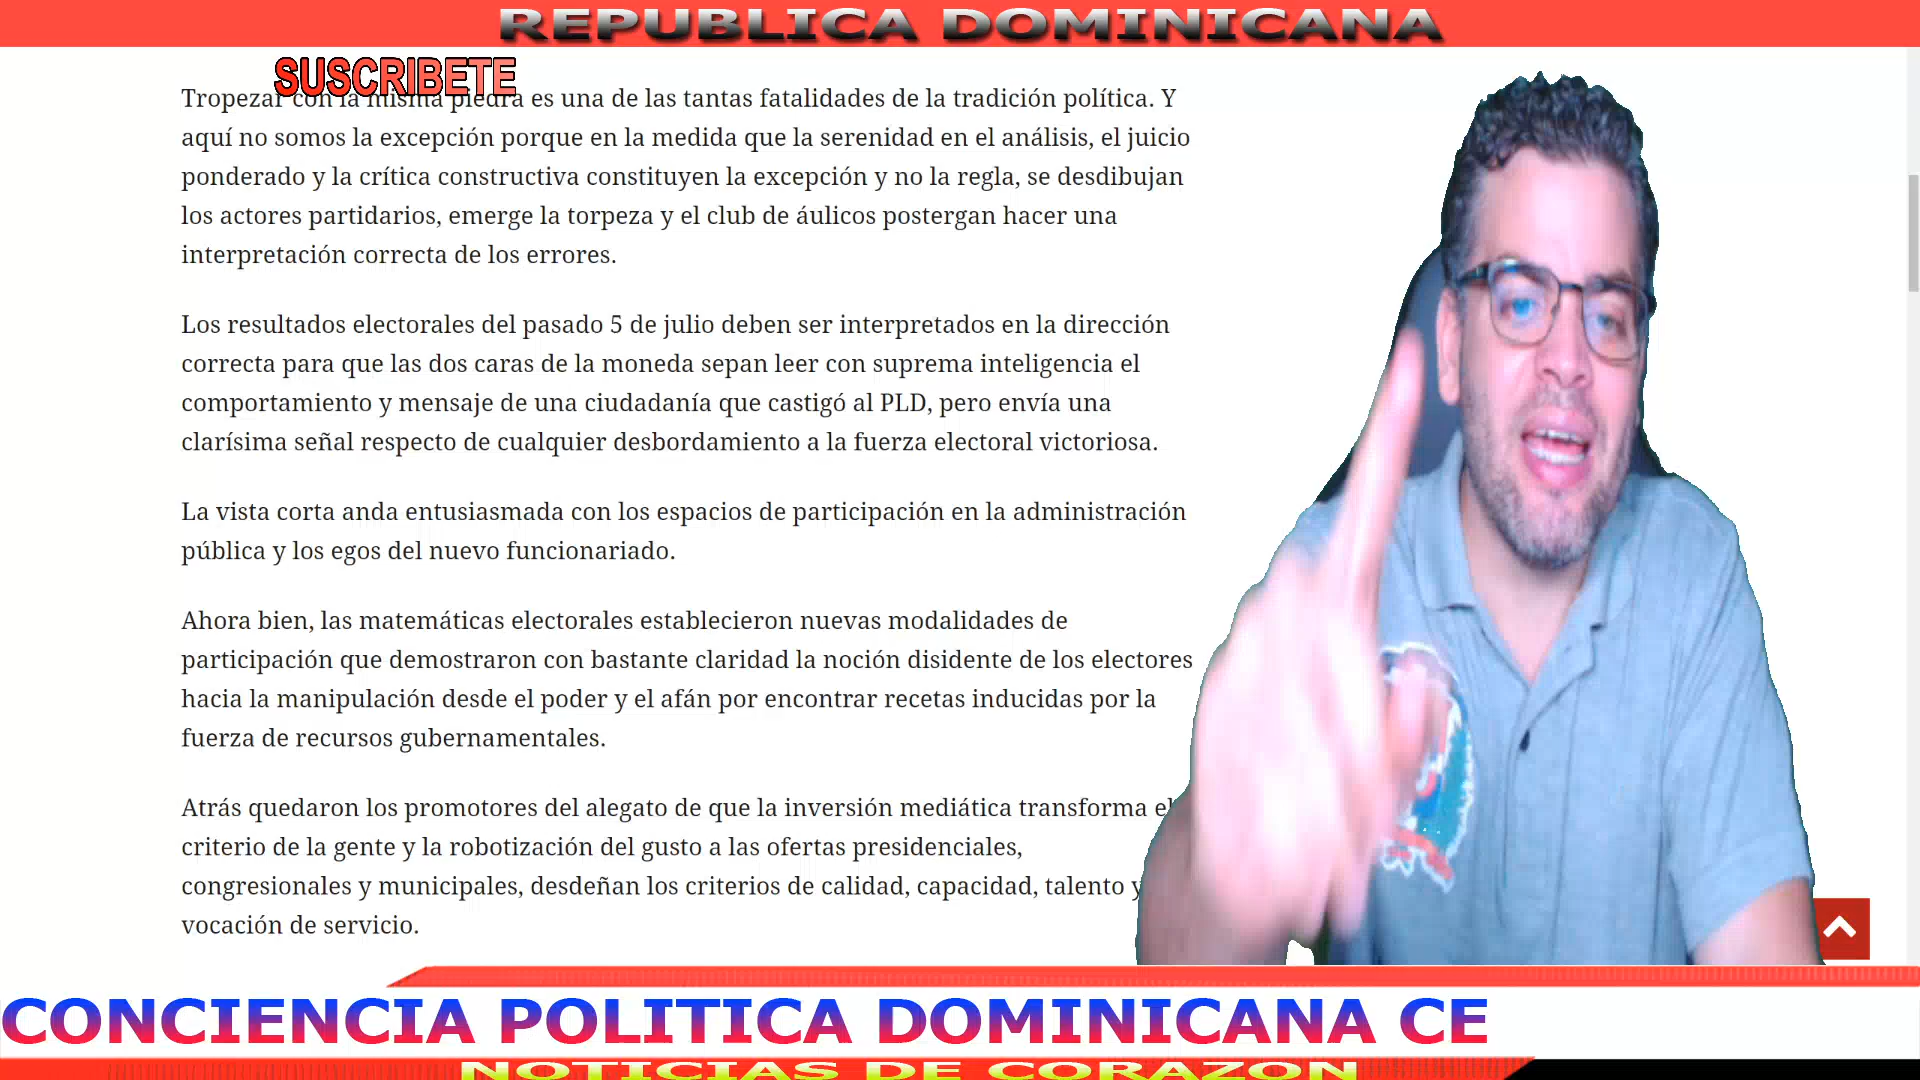 REPUBLICA DOMINICANA
SUSCRIBETE
Tropezar con la misma piedra es una de las tantas fatalidades de la tradición política. Y
aquí no somos la excepción porque en la medida que la serenidad en el análisis, el juicio
ponderado y la crítica constructiva constituyen la excepción y no la regla, se desdibujan
los actores partidarios, emerge la torpeza y el club de áulicos postergan hacer una
interpretación correcta de los errores.
Los resultados electorales del pasado 5 de julio deben ser interpretados en la dirección
correcta para que las dos caras de la moneda sepan leer con suprema inteligencia el
comportamiento y mensaje de una ciudadanía que castigó al PLD, pero envía una
clarísima señal respecto de cualquier desbordamiento a la fuerza electoral victoriosa.
La vista corta anda entusiasmada con los espacios de participación en la administración
pública y los egos del nuevo funcionariado.
Ahora bien, las matemáticas electorales establecieron nuevas modalidades de
participación que demostraron con bastante claridad la noción disidente de los electores
hacia la manipulación desde el poder y el afán por encontrar recetas inducidas por la
fuerza de recursos gubernamentales.
Atrás quedaron los promotores del alegato de que la inversión mediática transforma el
criterio de la gente y la robotización del gusto a las ofertas presidenciales,
congresionales y municipales, desdeñan los criterios de calidad, capacidad, talento y
vocación de servicio.
CONCIENCIA POLITICA DOMINICANA CE
NOTICIAS DE CORAZON